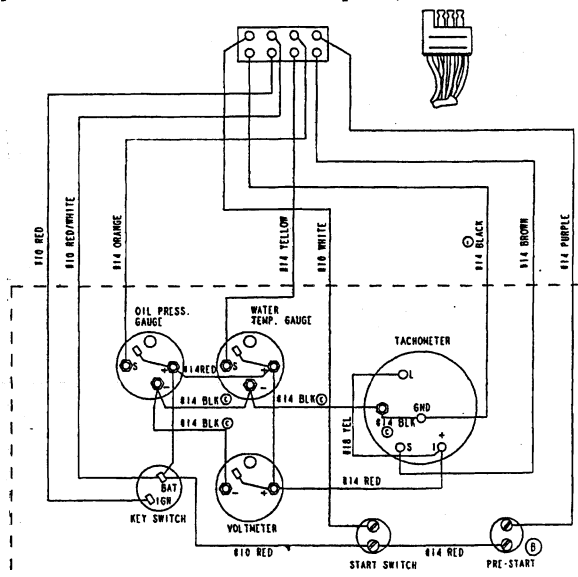 #10 RED
#10 RED/WHITE
#14 ORANGE
#14 YELLOW
#10 WHITE
C
#14 BLACK
#14 BROWN
#14 PURPLE
OIL PRESS.
GAUGE
WATER
TEMP. GAUGE
TACHOMETER
S
+
-
#14RED
S
+
-
L
GND
#14 BLK C
#14 BLK C
#14 BLK
C
#14 BLK C
#18 YEL
S
+
I
BAT
IGN
KEY SWITCH
-
+
VOLTMETER
#14 RED
#10 RED
START SWITCH
#14 RED
PRE-START
B